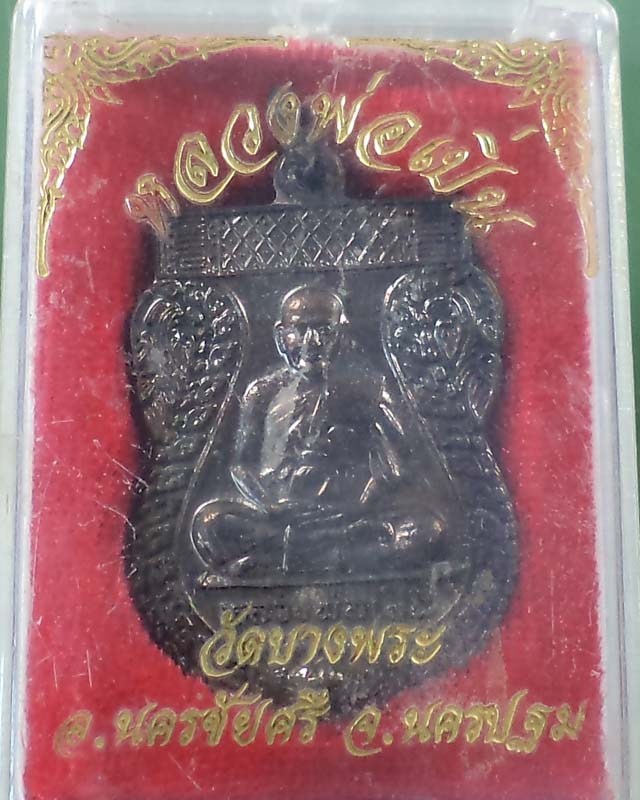 หลวงพ่อเปิ่น
วัดบางพระ
อ.นครชัยศรี จ.นครปฐม